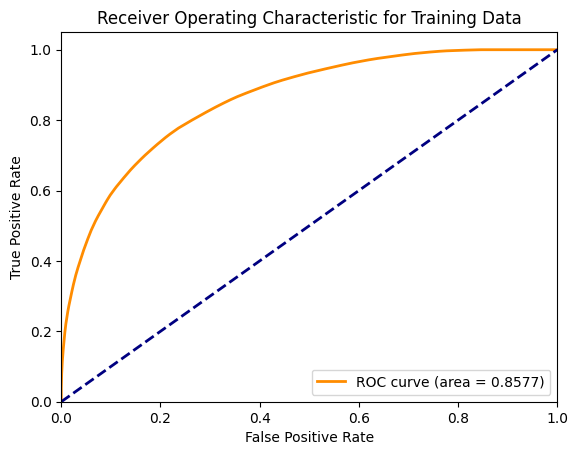 Receiver Operating Characteristic for Training Data
1.0
0.8
0.6
0.4
0.2
0.0
True Positive Rate
ROC curve (area = 0.8577)
0.0 0.2 0.4 0.6 0.8 1.0
False Positive Rate